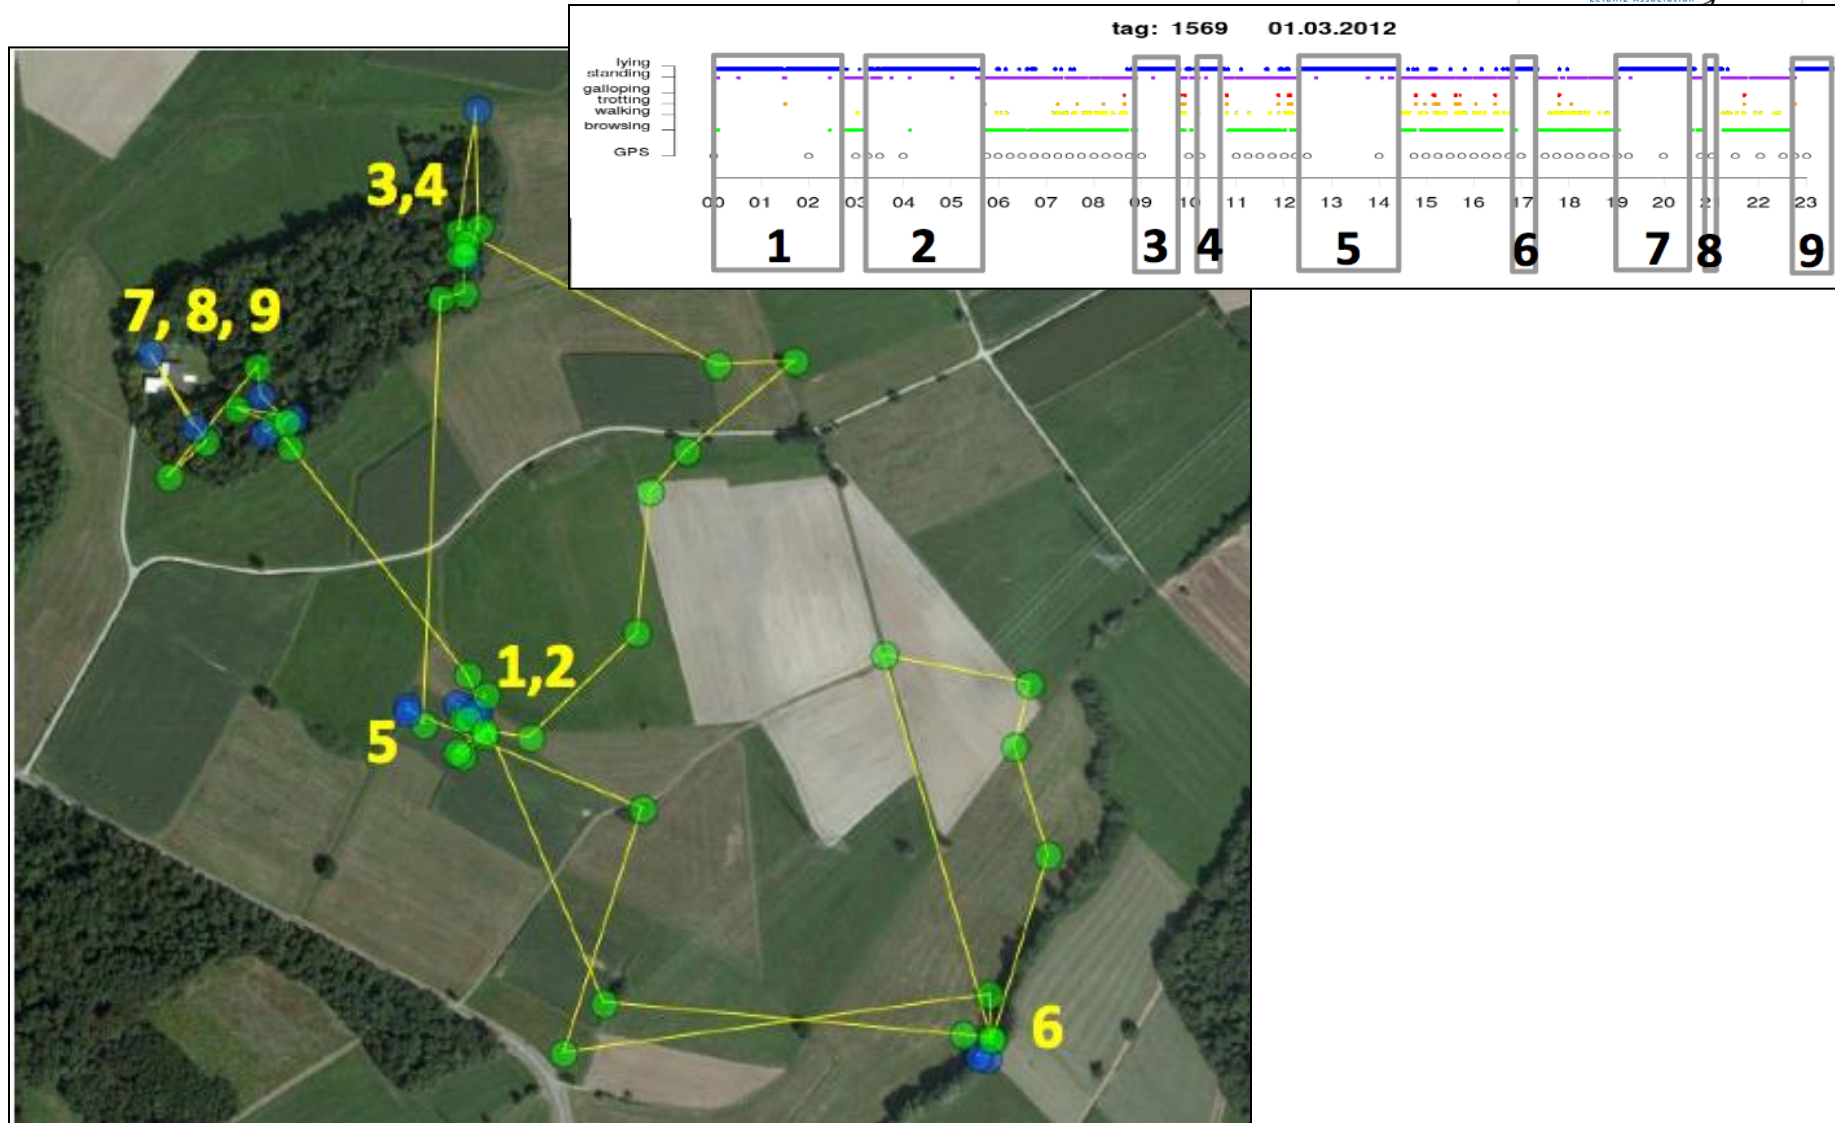 Leibniz Association
tag: 1569 01.03.2012
lying
standing
galloping
trotting
walking
browsing
GPS
00 01 02 03 04 05 06 07 08 09 10 11 12 13 14 15 16 17 18 19 20 21 22 23
1 2 3 4 5 6 7 8 9
3,4
7, 8, 9
1,2
5
6